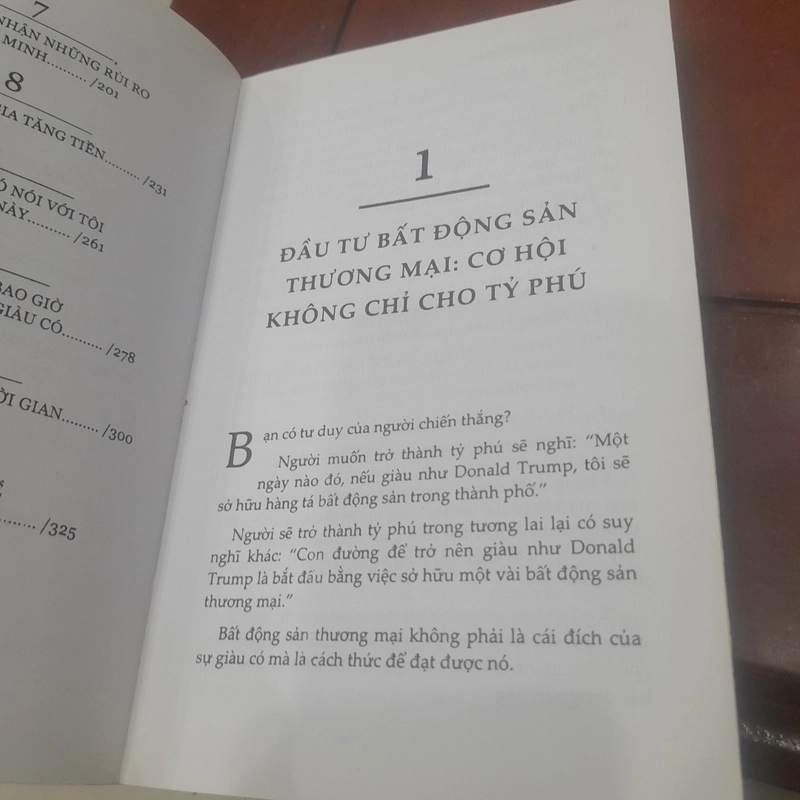 7
NHẬN NHỮNG RỦI RO
MINH.......... /201
8
GIA TĂNG TIỀN......... /231
NÓI VỚI TÔI
NÀY.......... /261
BAO GIỜ
GIÀU CÓ.......... /278
GIAN.......... /300
......... /325
1
ĐẦU TƯ BẤT ĐỘNG SẢN
THƯƠNG MẠI: CƠ HỘI
KHÔNG CHỈ CHO TỶ PHÚ
Bạn có tư duy của người chiến thắng?
Người muốn trở thành tỷ phú sẽ nghĩ: “Một
ngày nào đó, nếu giàu như Donald Trump, tôi sẽ
sở hữu hàng tá bất động sản trong thành phố.”
Người sẽ trở thành tỷ phú trong tương lai lại có suy
nghĩ khác: “Con đường để trở nên giàu như Donald
Trump là bắt đầu bằng việc sở hữu một vài bất động sản
thương mại.”
Bất động sản thương mại không phải là cái đích của
sự giàu có mà là cách thức để đạt được nó.